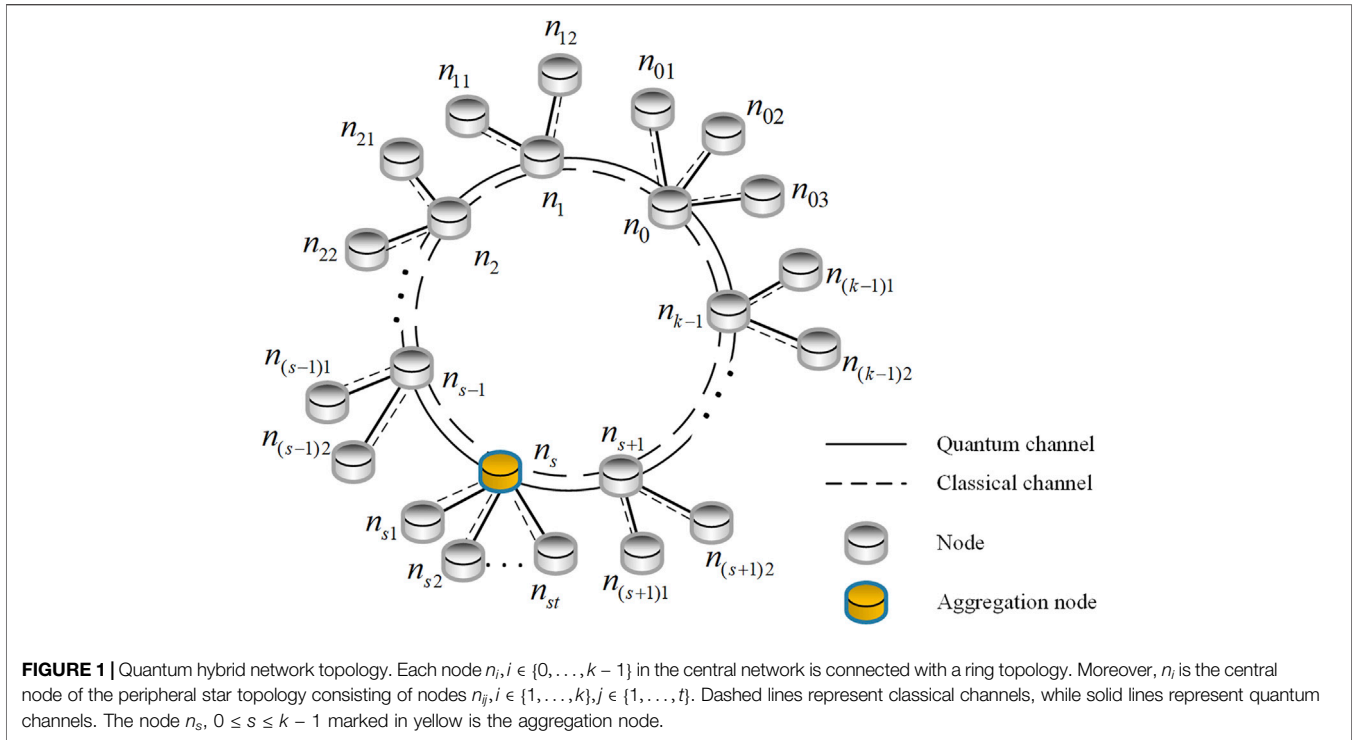 n₁₂
n₁₁
n₀₁
n₀₂
n₂₁
n₀₃
n₁
n₀
n₂₂
n₂
n₍ₖ₋₁₎₁
nₖ₋₁
n₍ₖ₋₁₎₂
n₍ₛ₋₁₎₁
nₛ₋₁
n₍ₛ₋₁₎₂
nₛ
nₛ₊₁
nₛ₁
nₛ₂
...
nₛₜ
n₍ₛ₊₁₎₁
n₍ₛ₊₁₎₂
Quantum channel
Classical channel
Node
Aggregation node
FIGURE 1 | Quantum hybrid network topology. Each node nᵢ, i ∈ {0, . . . , k − 1} in the central network is connected with a ring topology. Moreover, nᵢ is the central
node of the peripheral star topology consisting of nodes nᵢⱼ, i ∈ {1, . . . , k}, j ∈ {1, . . . , t}. Dashed lines represent classical channels, while solid lines represent quantum
channels. The node nₛ, 0 ≤ s ≤ k − 1 marked in yellow is the aggregation node.